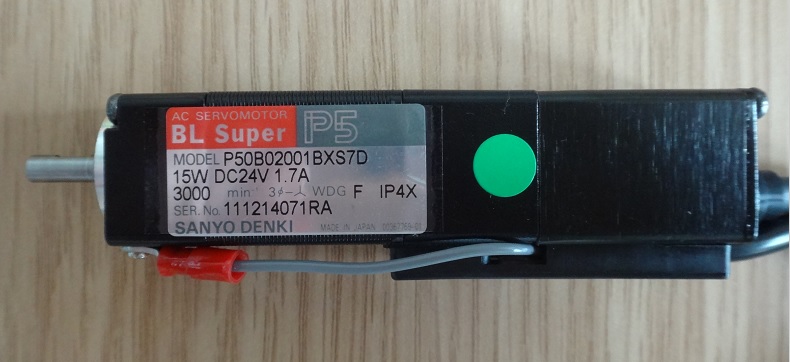 AC SERVOMOTOR
BL Super P5
MODEL P50B02001BXS7D
15W DC24V 1.7A
3000 min⁻¹ 3ϕ-⅄ WDG F IP4X
SER. No. 111214071RA
SANYO DENKI MADE IN JAPAN